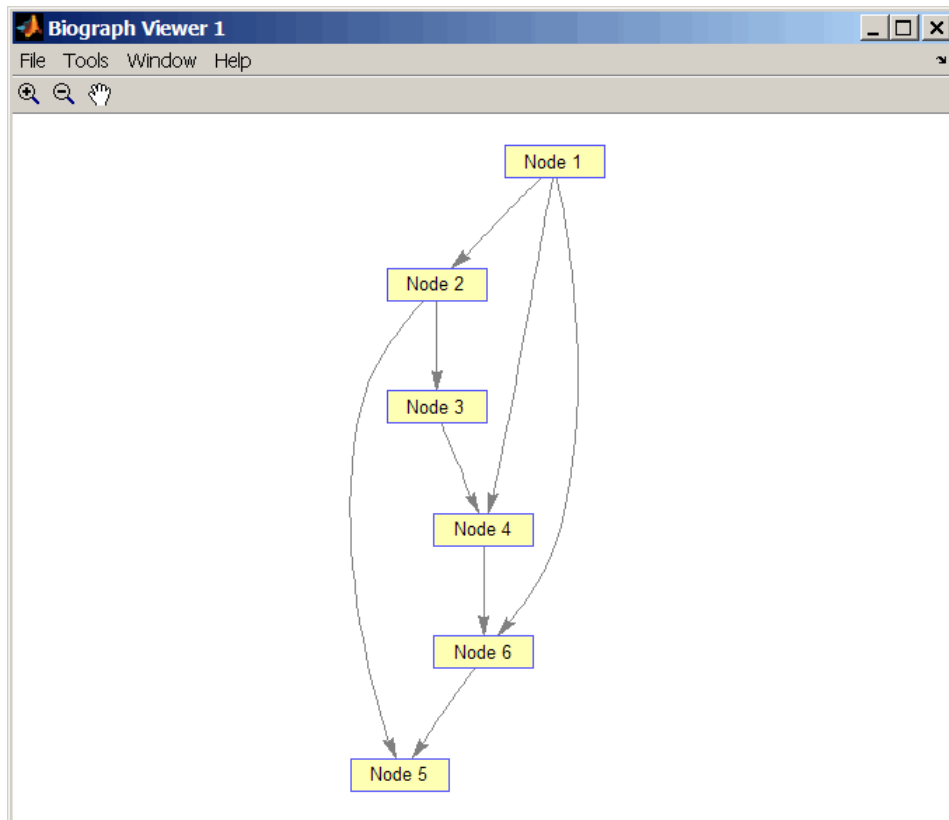 Biograph Viewer 1
File Tools Window Help
Node 1
Node 2
Node 3
Node 4
Node 6
Node 5